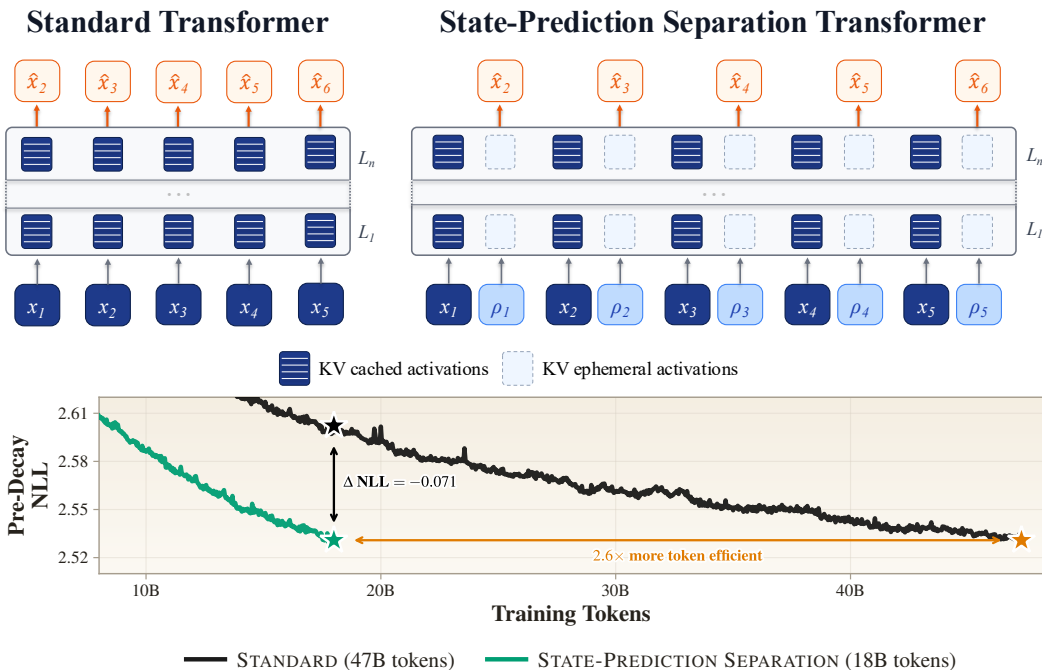 Standard Transformer
State-Prediction Separation Transformer
x̂₂ x̂₃ x̂₄ x̂₅ x̂₆
x̂₂ x̂₃ x̂₄ x̂₅ x̂₆
Lₙ
Lₙ
...
...
L₁
L₁
x₁ x₂ x₃ x₄ x₅
x₁ ρ₁ x₂ ρ₂ x₃ ρ₃ x₄ ρ₄ x₅ ρ₅
KV cached activations
KV ephemeral activations
Pre-Decay
NLL
2.61
2.58
2.55
2.52
Δ NLL = −0.071
2.6× more token efficient
10B 20B 30B 40B
Training Tokens
STANDARD (47B tokens)
STATE-PREDICTION SEPARATION (18B tokens)